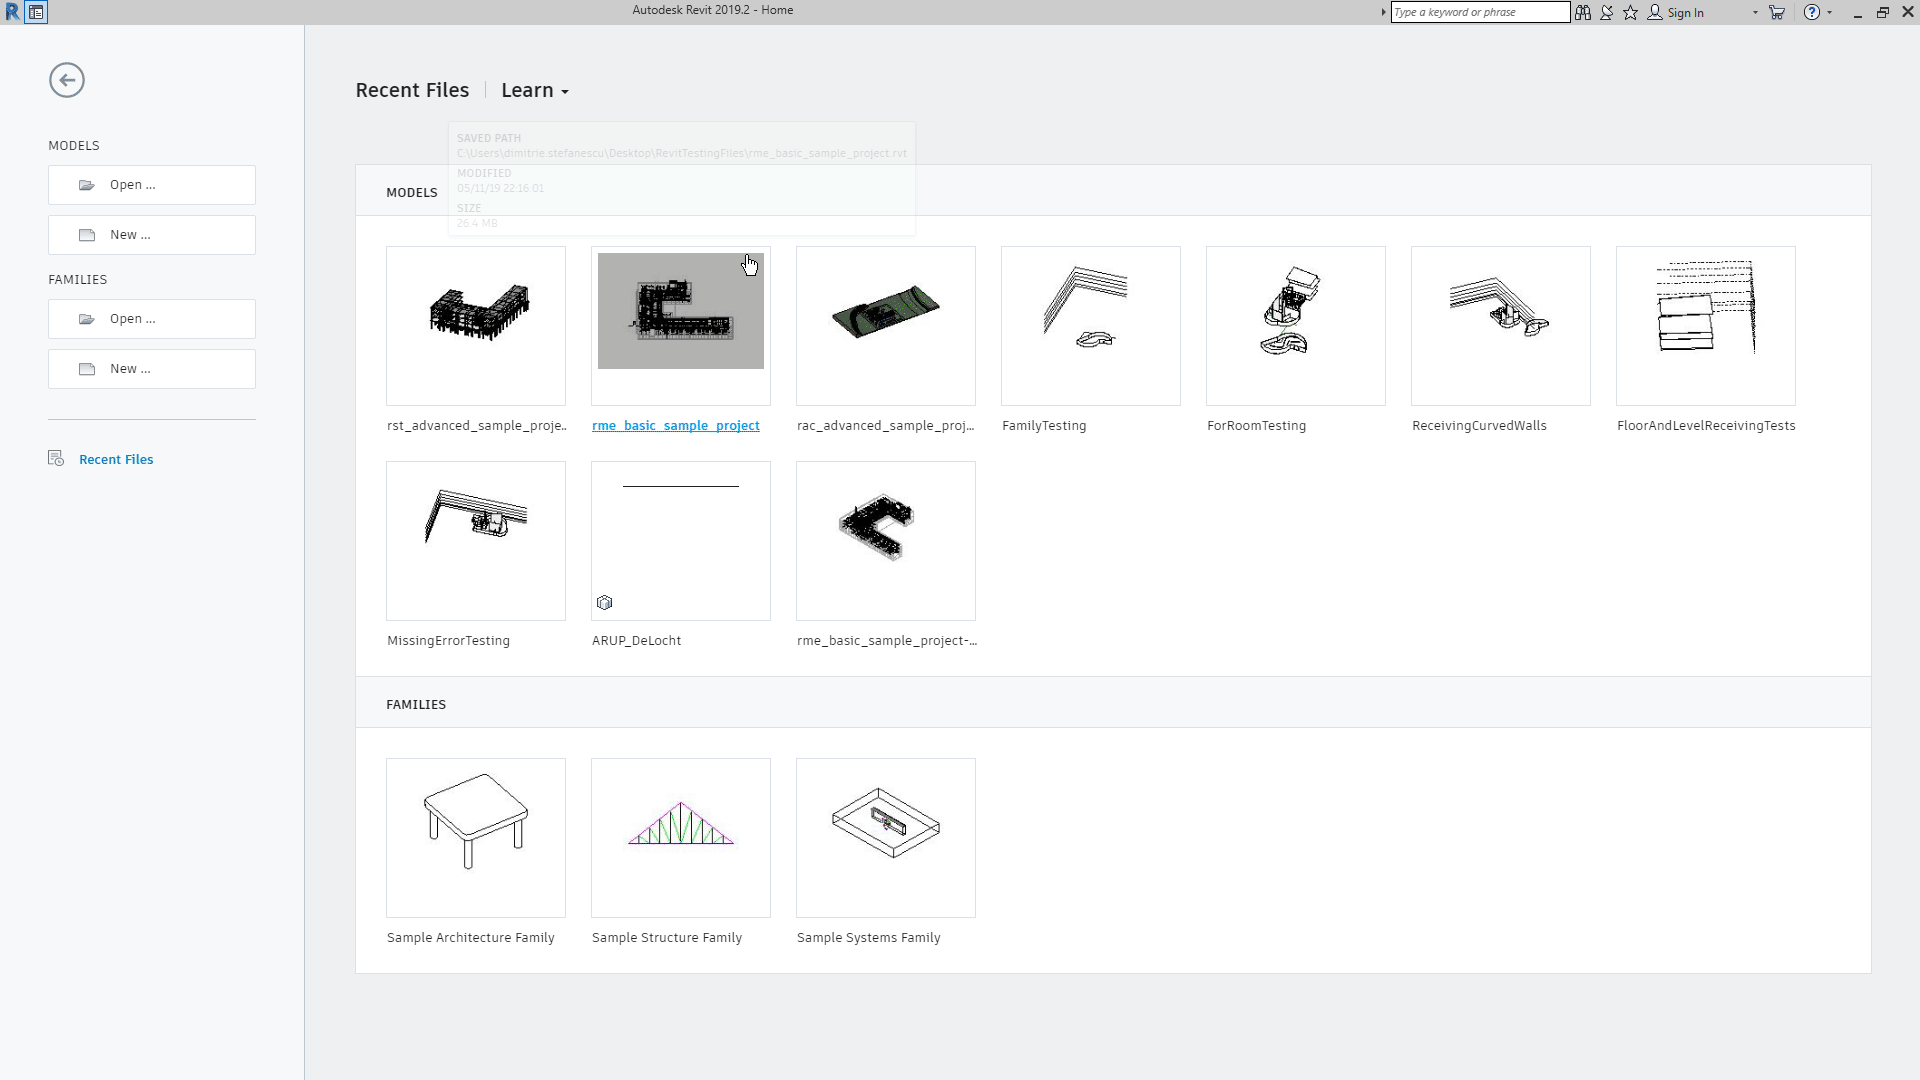 Autodesk Revit 2019.2 - Home
Type a keyword or phrase
Sign In
MODELS
Open ...
New ...
FAMILIES
Open ...
New ...
Recent Files
Recent Files
Learn
SAVED PATH
C:\Users\dimitrie.stefanescu\Desktop\RevitTestingFiles\rme_basic_sample_project.rvt
MODIFIED
05/11/19 22:16:01
SIZE
26.4 MB
MODELS
rst_advanced_sample_proje..
rme_basic_sample_project
rac_advanced_sample_proj...
FamilyTesting
ForRoomTesting
ReceivingCurvedWalls
FloorAndLevelReceivingTests
MissingErrorTesting
ARUP_DeLocht
rme_basic_sample_project-...
FAMILIES
Sample Architecture Family
Sample Structure Family
Sample Systems Family